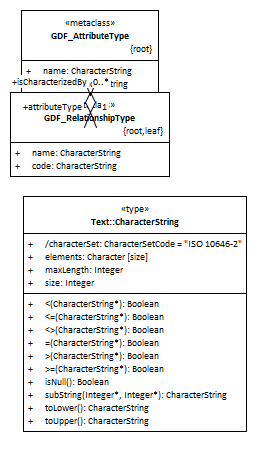 «metaclass»
GDF_AttributeType
{root}
+ name: CharacterString
+isCharacterizedBy 0..* tring
+attributeType 1
GDF_RelationshipType
{root,leaf}
+ name: CharacterString
+ code: CharacterString
«type»
Text::CharacterString
+ /characterSet: CharacterSetCode = "ISO 10646-2"
+ elements: Character [size]
+ maxLength: Integer
+ size: Integer
+ <(CharacterString*): Boolean
+ <=(CharacterString*): Boolean
+ <>(CharacterString*): Boolean
+ =(CharacterString*): Boolean
+ >(CharacterString*): Boolean
+ >=(CharacterString*): Boolean
+ isNull(): Boolean
+ subString(Integer*, Integer*): CharacterString
+ toLower(): CharacterString
+ toUpper(): CharacterString